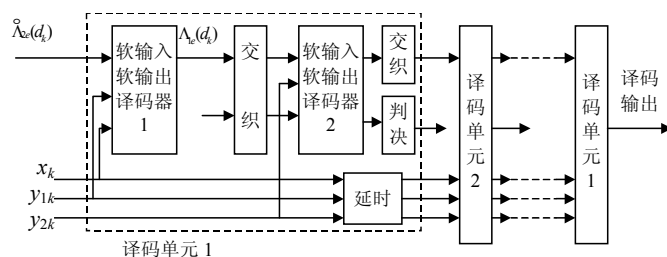 Λ̊₂ₑ(dₖ)
软输入
软输出
译码器
1
Λ₁ₑ(dₖ)
交
织
软输入
软输出
译码器
2
交
织
判
决
译
码
单
元
2
译
码
单
元
1
译码
输出
xₖ
y₁ₖ
y₂ₖ
延时
译码单元 1